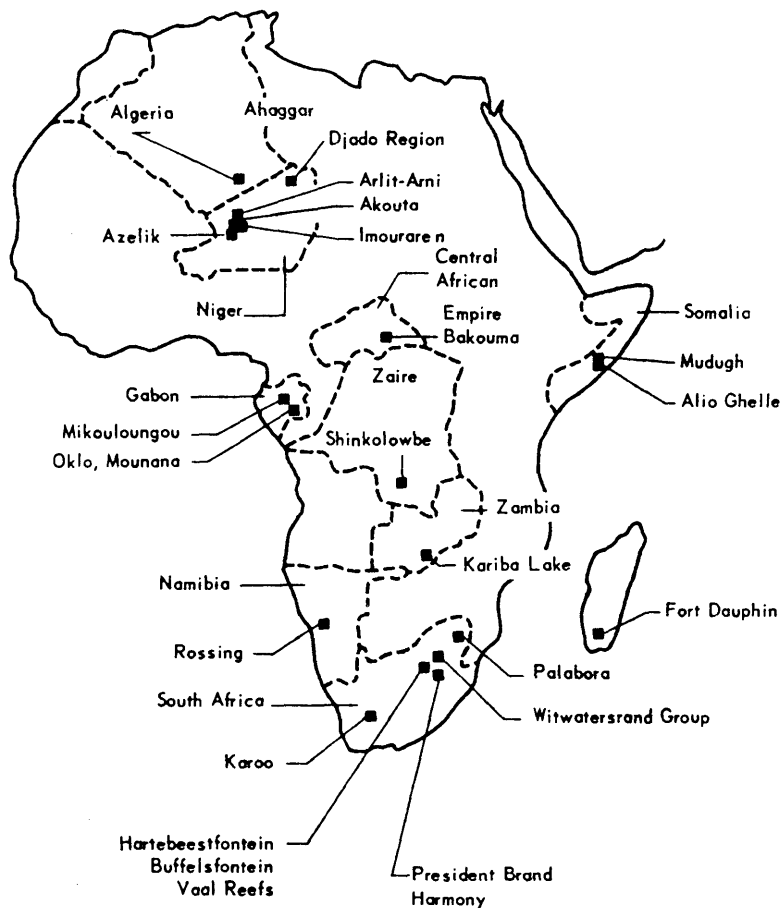 Algeria
Ahaggar
Djado Region
Arlit-Arni
Akouta
Azelik
Imouraren
Central
African
Niger
Empire
Bakouma
Somalia
Zaire
Mudugh
Gabon
Alio Ghelle
Mikouloungou
Shinkolowbe
Oklo, Mounana
Zambia
Kariba Lake
Namibia
Fort Dauphin
Rossing
Palabora
South Africa
Witwatersrand Group
Karoo
Hartebeestfontein
Buffelsfontein
Vaal Reefs
President Brand
Harmony